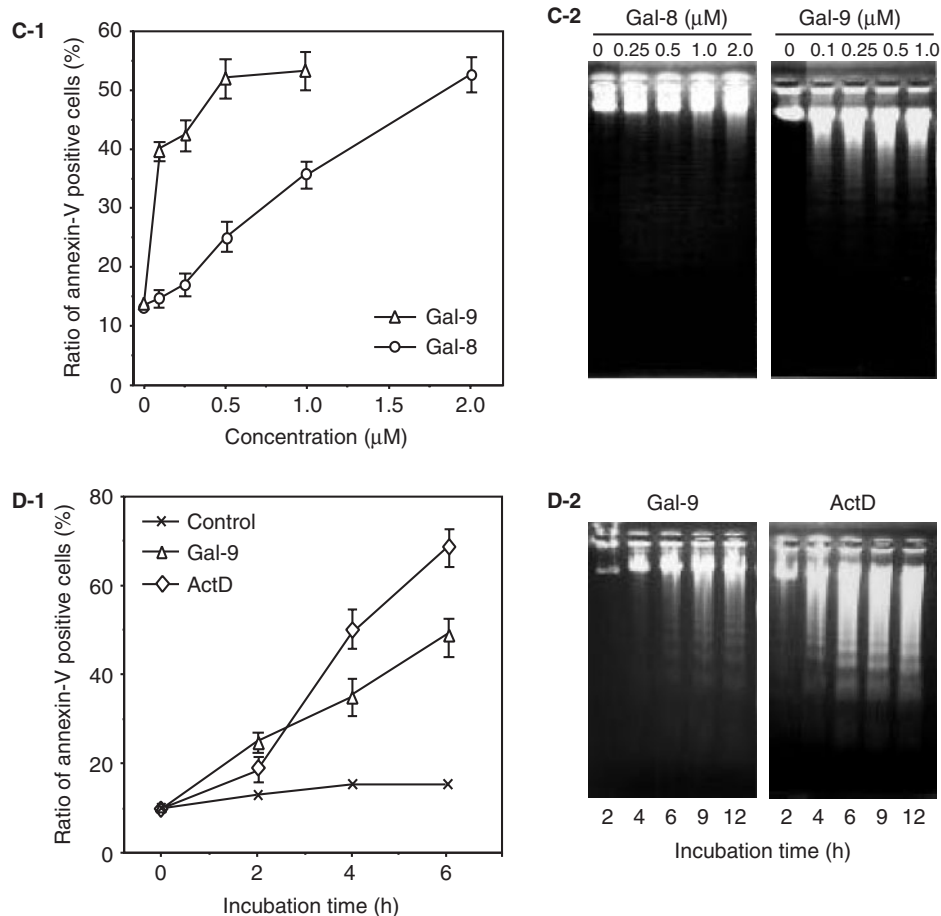 C-1
Ratio of annexin-V positive cells (%)
60
50
40
30
20
10
0
0 0.5 1.0 1.5 2.0
Concentration (μM)
Gal-9
Gal-8
C-2
Gal-8 (μM) Gal-9 (μM)
0 0.25 0.5 1.0 2.0 0 0.1 0.25 0.5 1.0
D-1
Ratio of annexin-V positive cells (%)
80
60
40
20
0
0 2 4 6
Incubation time (h)
Control
Gal-9
ActD
D-2
Gal-9 ActD
2 4 6 9 12 2 4 6 9 12
Incubation time (h)